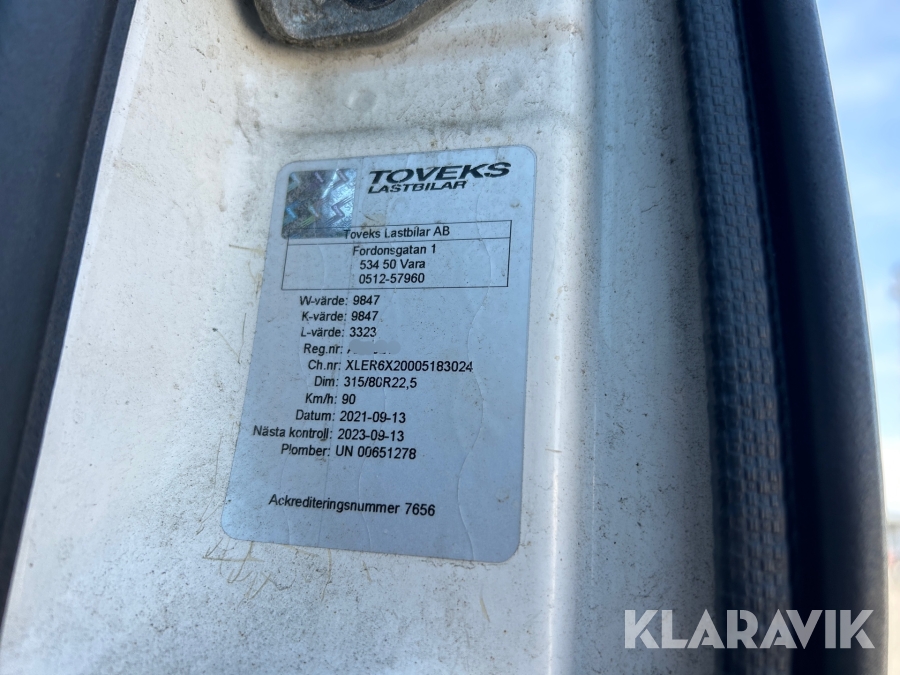 TOVEKS
LASTBILAR
Toveks Lastbilar AB
Fordonsgatan 1
534 50 Vara
0512-57960
W-värde: 9847
K-värde: 9847
L-värde: 3323
Reg.nr:
Ch.nr: XLER6X20005183024
Dim: 315/80R22,5
Km/h: 90
Datum: 2021-09-13
Nästa kontroll: 2023-09-13
Plomber: UN 00651278
Ackrediteringsnummer 7656
KLARAVIK